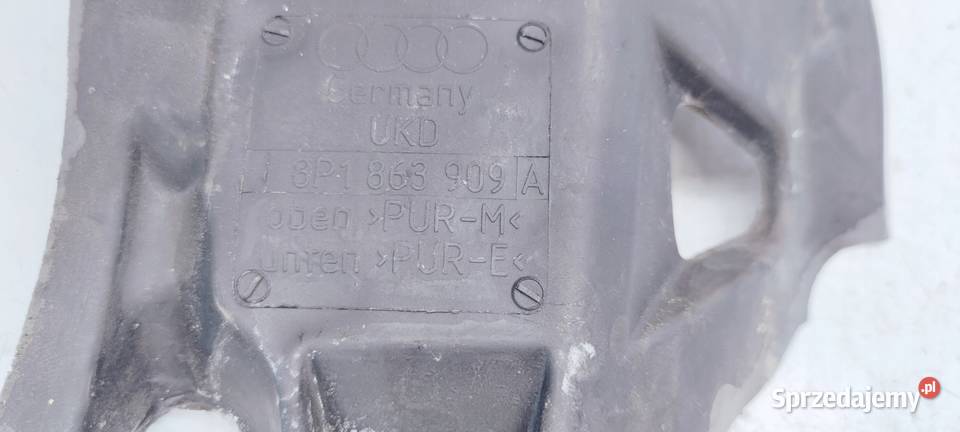 Germany
UKD
L 8P1 863 909 A
oben >PUR-M<
unten >PUR-E<
Sprzedajemy.pl